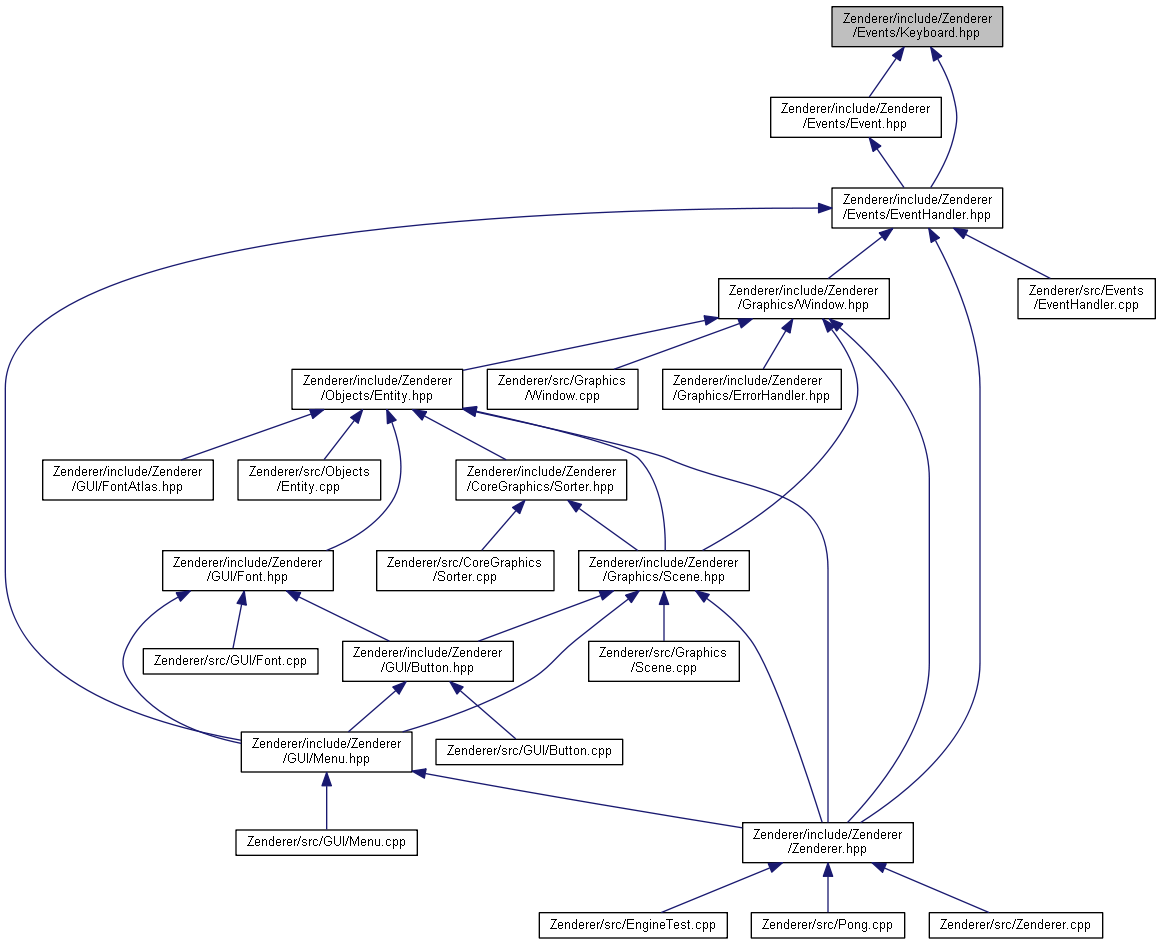 Zenderer/include/Zenderer
/Events/Keyboard.hpp
Zenderer/include/Zenderer
/Events/Event.hpp
Zenderer/include/Zenderer
/Events/EventHandler.hpp
Zenderer/include/Zenderer
/Graphics/Window.hpp
Zenderer/src/Events
/EventHandler.cpp
Zenderer/include/Zenderer
/Objects/Entity.hpp
Zenderer/src/Graphics
/Window.cpp
Zenderer/include/Zenderer
/Graphics/ErrorHandler.hpp
Zenderer/include/Zenderer
/GUI/FontAtlas.hpp
Zenderer/src/Objects
/Entity.cpp
Zenderer/include/Zenderer
/CoreGraphics/Sorter.hpp
Zenderer/include/Zenderer
/GUI/Font.hpp
Zenderer/src/CoreGraphics
/Sorter.cpp
Zenderer/include/Zenderer
/Graphics/Scene.hpp
Zenderer/src/GUI/Font.cpp
Zenderer/include/Zenderer
/GUI/Button.hpp
Zenderer/src/Graphics
/Scene.cpp
Zenderer/include/Zenderer
/GUI/Menu.hpp
Zenderer/src/GUI/Button.cpp
Zenderer/src/GUI/Menu.cpp
Zenderer/include/Zenderer
/Zenderer.hpp
Zenderer/src/EngineTest.cpp
Zenderer/src/Pong.cpp
Zenderer/src/Zenderer.cpp